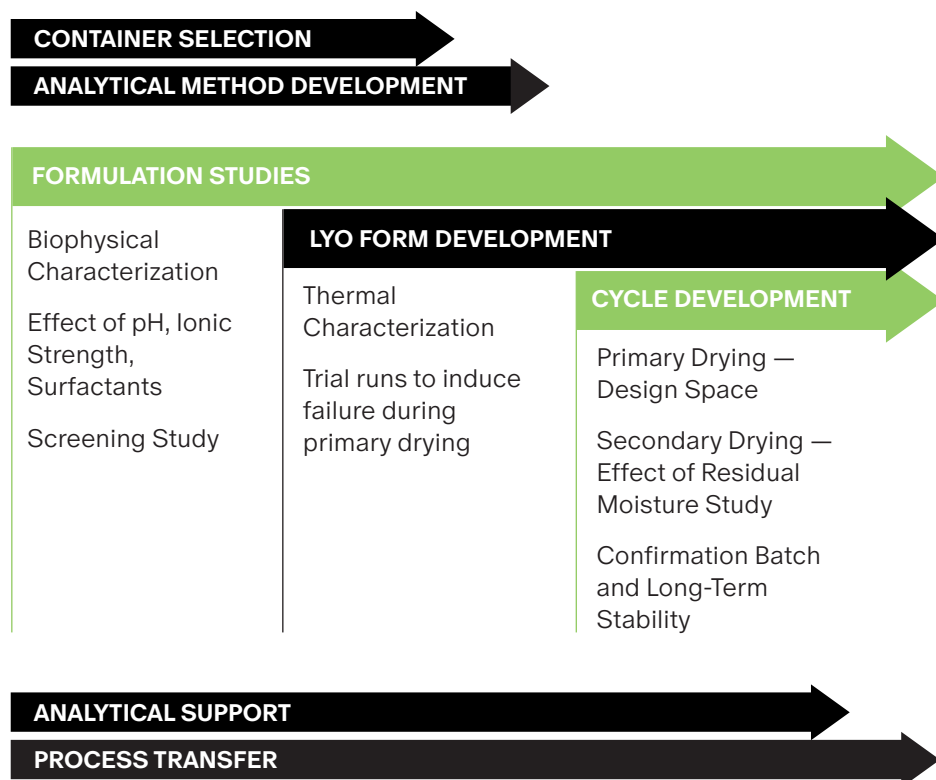 CONTAINER SELECTION
ANALYTICAL METHOD DEVELOPMENT
FORMULATION STUDIES
Biophysical
Characterization
Effect of pH, Ionic
Strength,
Surfactants
Screening Study
LYO FORM DEVELOPMENT
Thermal
Characterization
Trial runs to induce
failure during
primary drying
CYCLE DEVELOPMENT
Primary Drying —
Design Space
Secondary Drying —
Effect of Residual
Moisture Study
Confirmation Batch
and Long-Term
Stability
ANALYTICAL SUPPORT
PROCESS TRANSFER